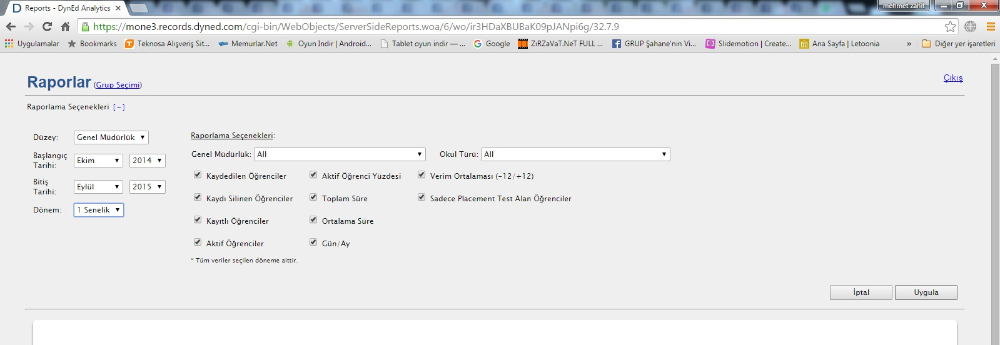 Reports - DynEd Analytics
mehmet zahit
https://mone3.records.dyned.com/cgi-bin/WebObjects/ServerSideReports.woa/6/wo/ir3HDaXBUBaK09pJANpi6g/32.7.9
Uygulamalar Bookmarks Teknosa Alışveriş Sit... Memurlar.Net Oyun Indir | Android... Tablet oyun indir — ... Google ZıRZaVaT.NeT FULL ... GRUP Şahane'nin Vi... Slidemotion | Create... Ana Sayfa | Letoonia » Diğer yer işaretleri
Raporlar (Grup Seçimi) Çıkış
Raporlama Seçenekleri [-]
Düzey: Genel Müdürlük
Başlangıç Tarihi: Ekim 2014
Bitiş Tarihi: Eylül 2015
Dönem: 1 Senelik
Raporlama Seçenekleri:
Genel Müdürlük: All Okul Türü: All
Kaydedilen Öğrenciler Aktif Öğrenci Yüzdesi Verim Ortalaması (-12/+12)
Kaydı Silinen Öğrenciler Toplam Süre Sadece Placement Test Alan Öğrenciler
Kayıtlı Öğrenciler Ortalama Süre
Aktif Öğrenciler Gün/Ay
* Tüm veriler seçilen döneme aittir.
İptal Uygula